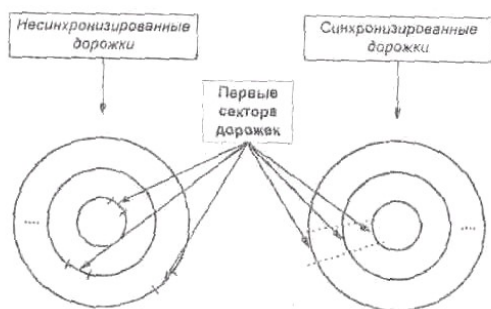 Несинхронизированные
дорожки
Синхронизированные
дорожки
Первые
сектора
дорожек
....
....